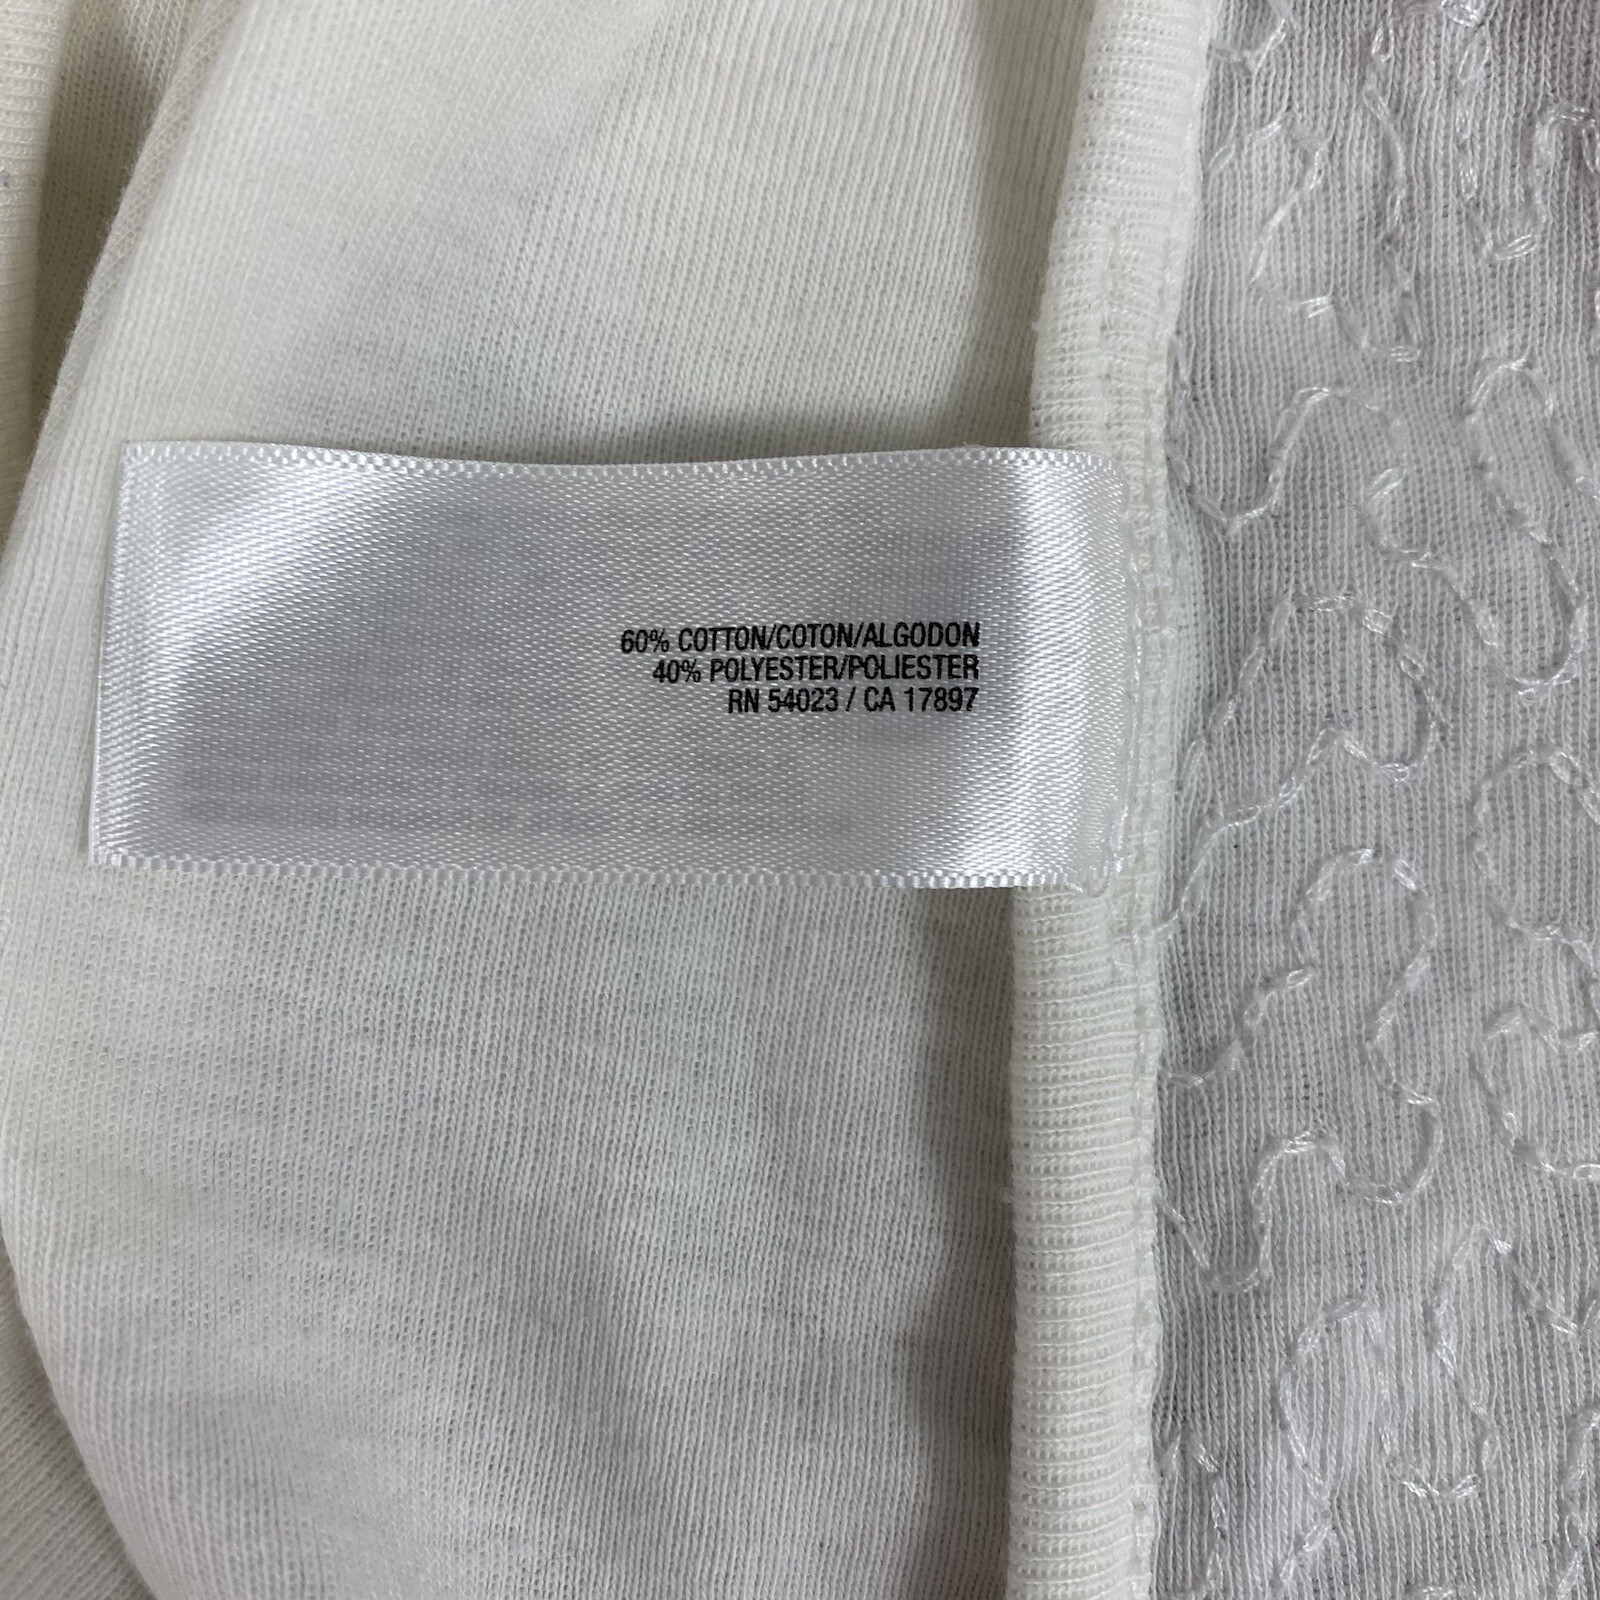 60% COTTON/COTON/ALGODON
40% POLYESTER/POLIESTER
RN 54023 / CA 17897